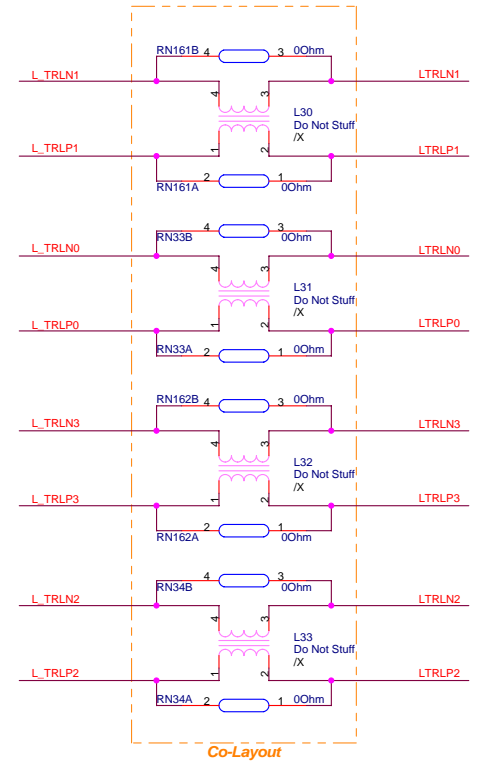 RN161B 4 3 0Ohm
L_TRLN1 LTRLN1
4 3
L30
Do Not Stuff
/X
1 2
L_TRLP1 LTRLP1
2 1 0Ohm
RN161A
4 3
RN33B 0Ohm
L_TRLN0 LTRLN0
4 3
L31
Do Not Stuff
/X
1 2
L_TRLP0 LTRLP0
RN33A 2 1 0Ohm
RN162B 4 3 0Ohm
L_TRLN3 LTRLN3
4 3
L32
Do Not Stuff
/X
1 2
L_TRLP3 LTRLP3
2 1
RN162A 0Ohm
4 3
RN34B 0Ohm
L_TRLN2 LTRLN2
4 3
L33
Do Not Stuff
/X
1 2
L_TRLP2 LTRLP2
RN34A 2 1 0Ohm
Co-Layout